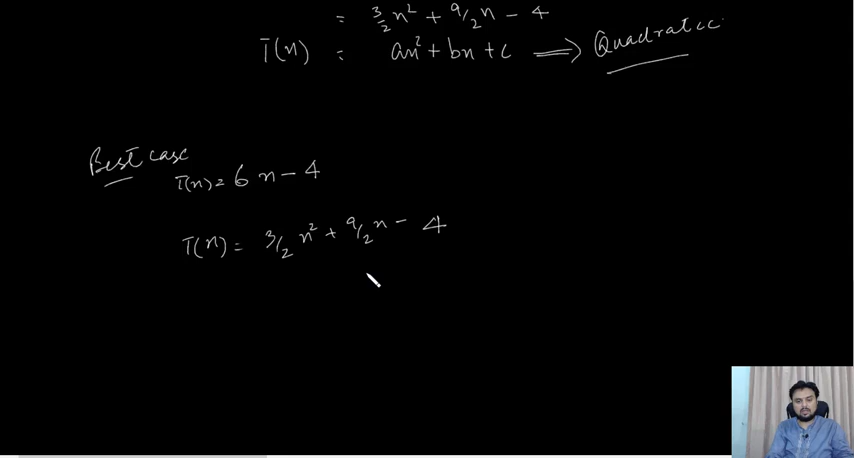 = 3/2 n² + 9/2 n - 4
T(n) = an² + bn + c ⟹ Quadratic
Best case
T(n) = 6n - 4
T(n) = 3/2 n² + 9/2 n - 4